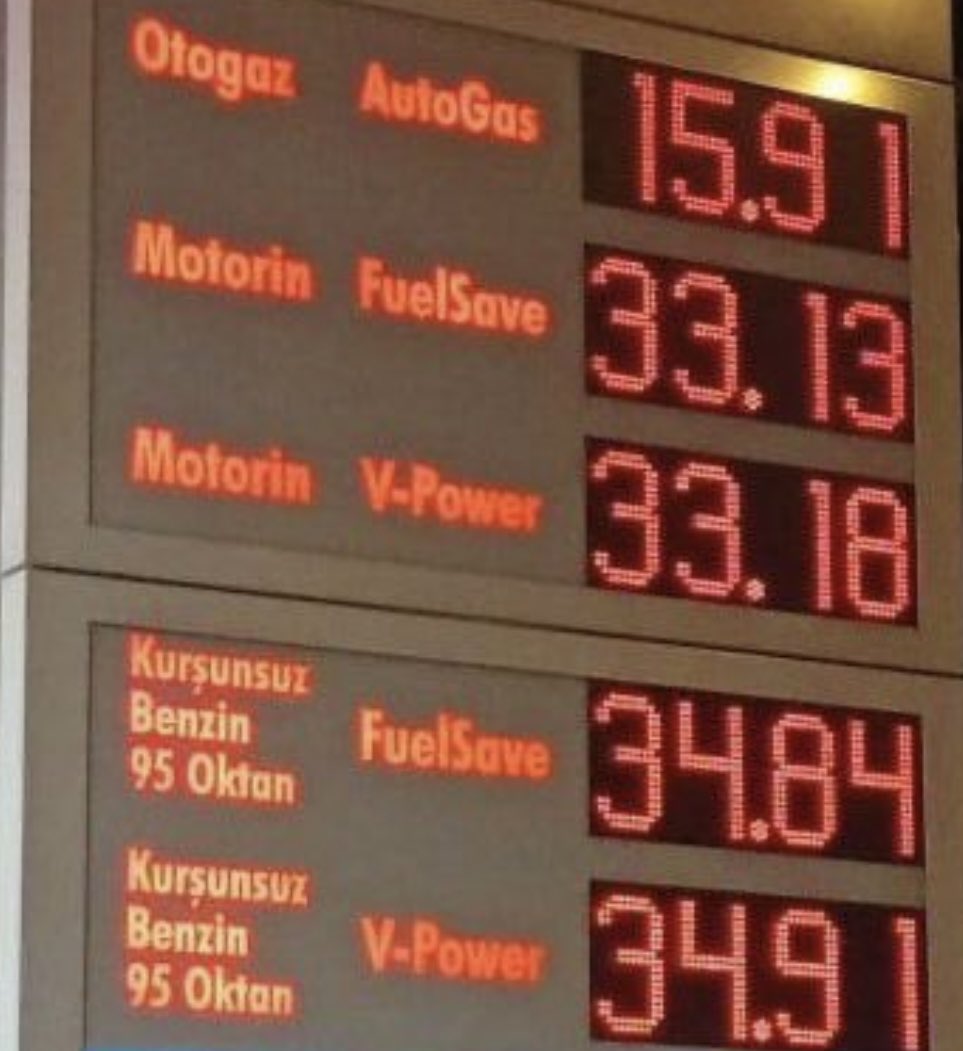 Otogaz AutoGas 15.91
Motorin FuelSave 33.13
Motorin V-Power 33.18
Kurşunsuz
Benzin
95 Oktan
FuelSave 34.84
Kurşunsuz
Benzin
95 Oktan
V-Power 34.91